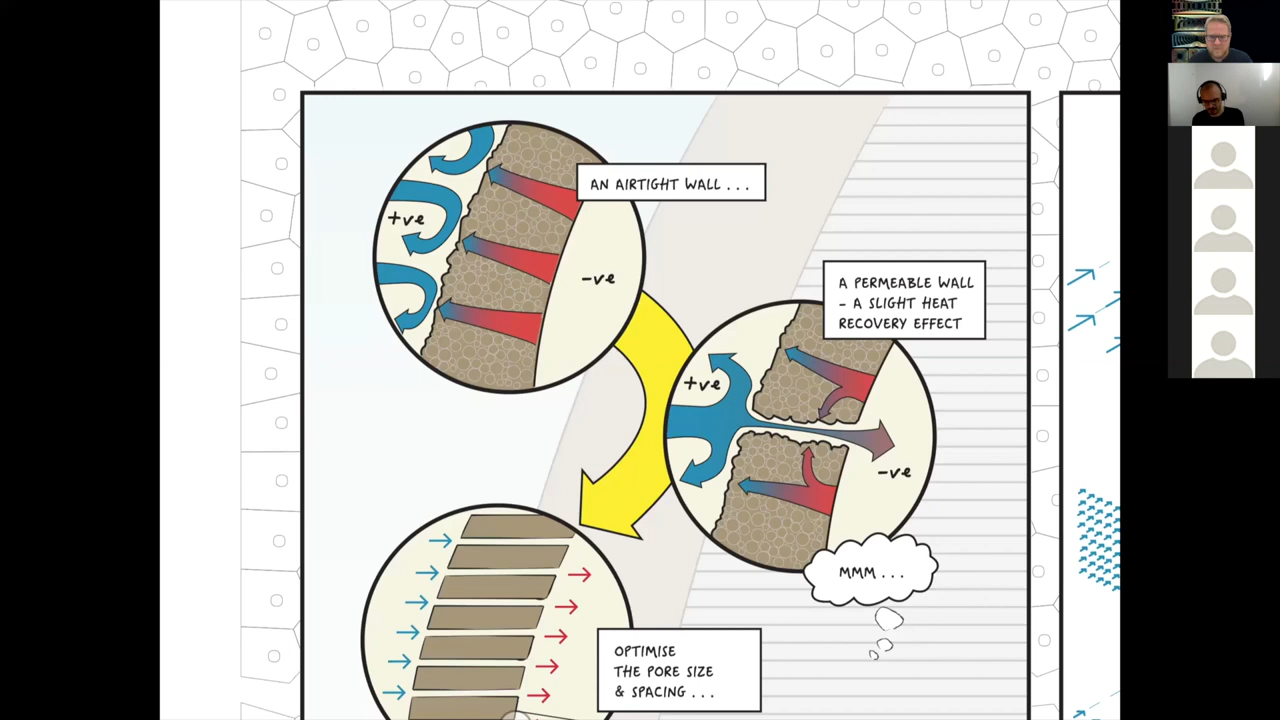 AN AIRTIGHT WALL . . .
+ve
-ve
A PERMEABLE WALL
- A SLIGHT HEAT
RECOVERY EFFECT
+ve
-ve
MMM . . .
OPTIMISE
THE PORE SIZE
& SPACING . . .